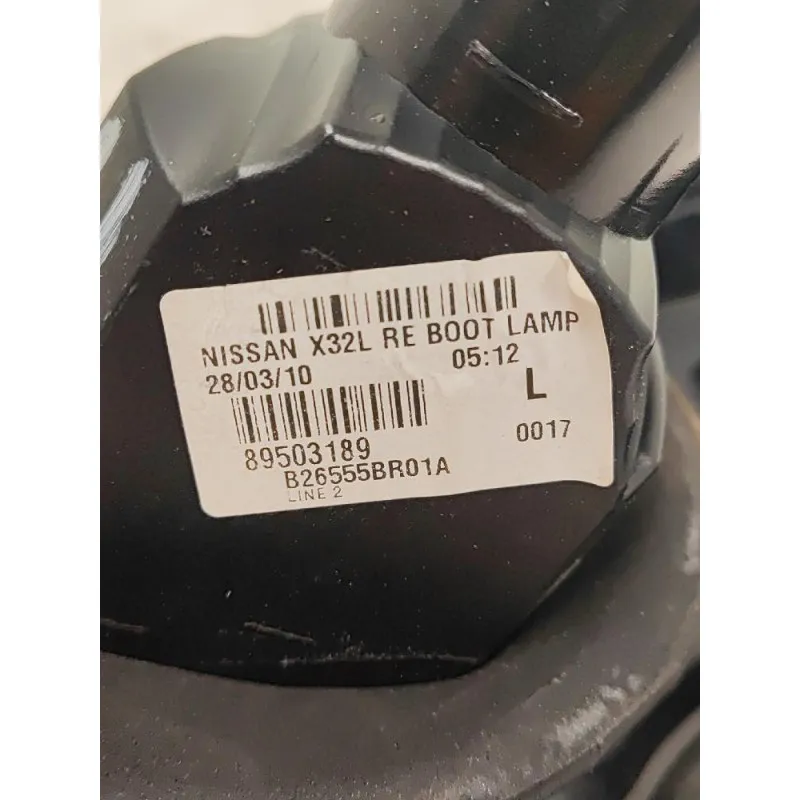 NISSAN X32L RE BOOT LAMP
28/03/10 05:12
L
89503189 0017
B26555BR01A
LINE 2